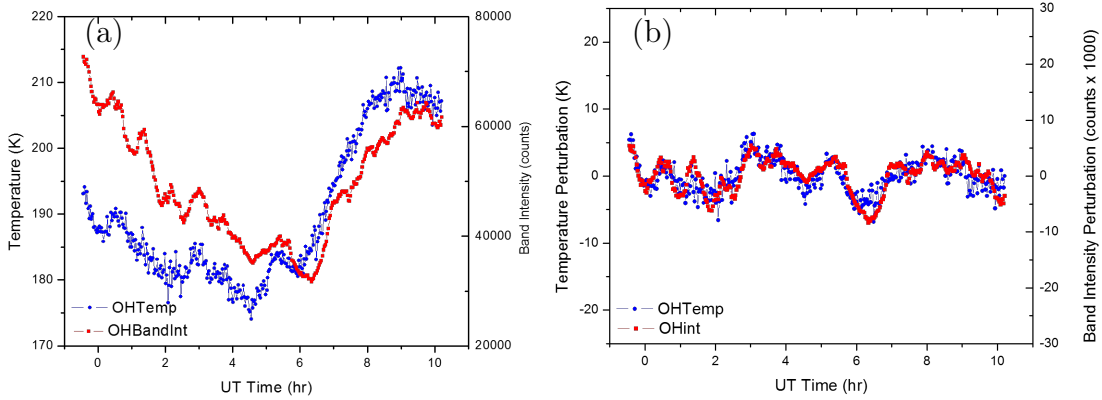 (a)
220
210
200
190
180
170
Temperature (K)
80000
60000
40000
20000
Band Intensity (counts)
OHTemp
OHBandInt
0 2 4 6 8 10
UT Time (hr)
(b)
20
10
0
-10
-20
Temperature Perturbation (K)
30
20
10
0
-10
-20
-30
Band Intensity Perturbation (counts x 1000)
OHTemp
OHint
0 2 4 6 8 10
UT Time (hr)